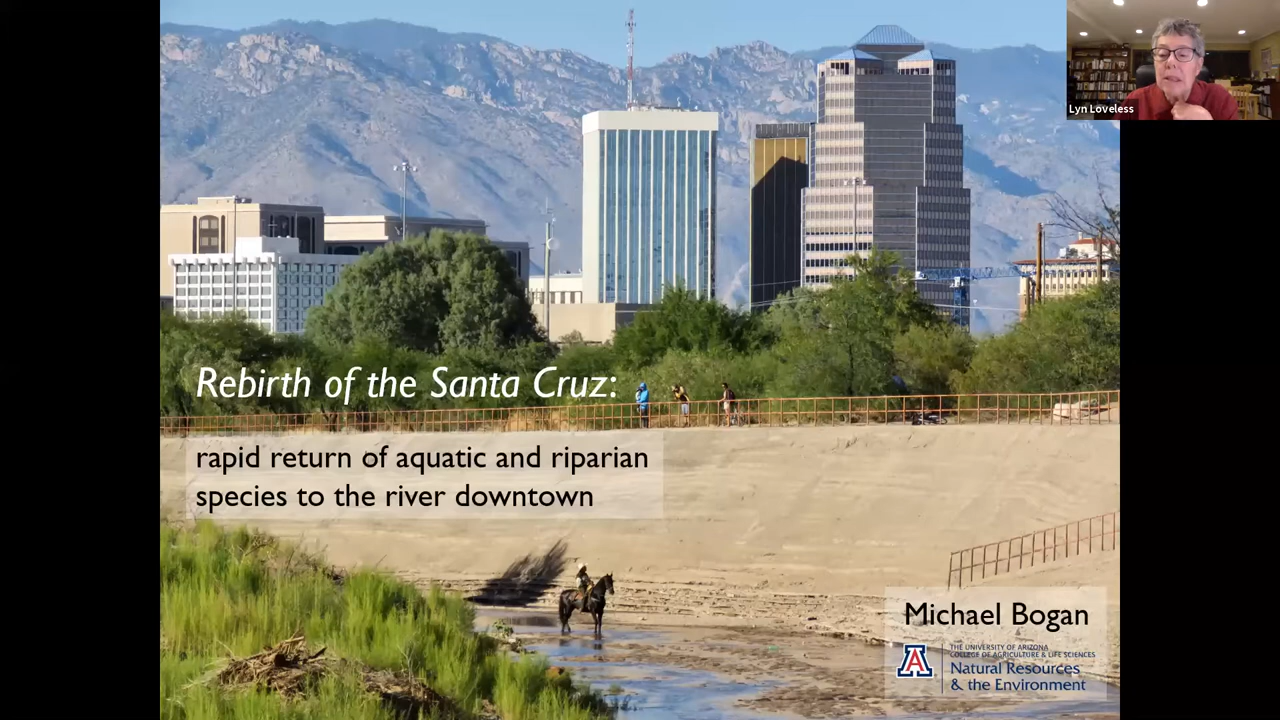 Lyn Loveless
Rebirth of the Santa Cruz:
rapid return of aquatic and riparian
species to the river downtown
Michael Bogan
A
THE UNIVERSITY OF ARIZONA
COLLEGE OF AGRICULTURE & LIFE SCIENCES
Natural Resources
& the Environment